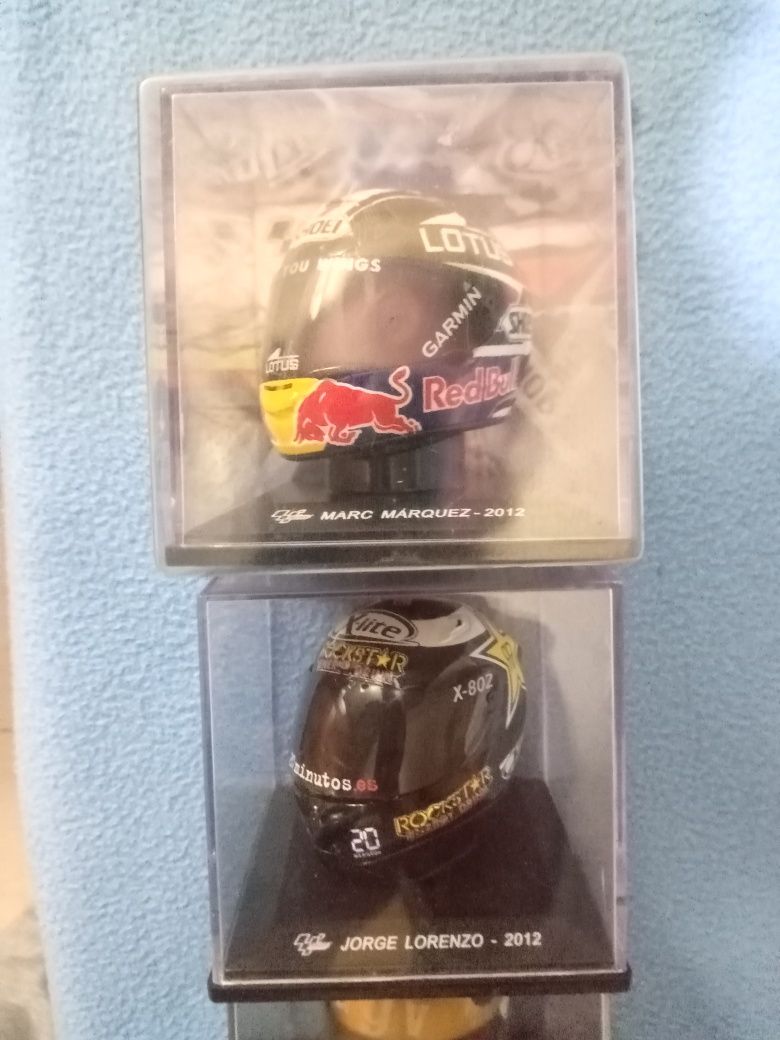 LOTUS
YOU WINGS
GARMIN
LOTUS
Red Bull
MARC MARQUEZ - 2012
X-lite
ROCKSTAR
X-802
minutos.es
ROCKSTAR
20
JORGE LORENZO - 2012